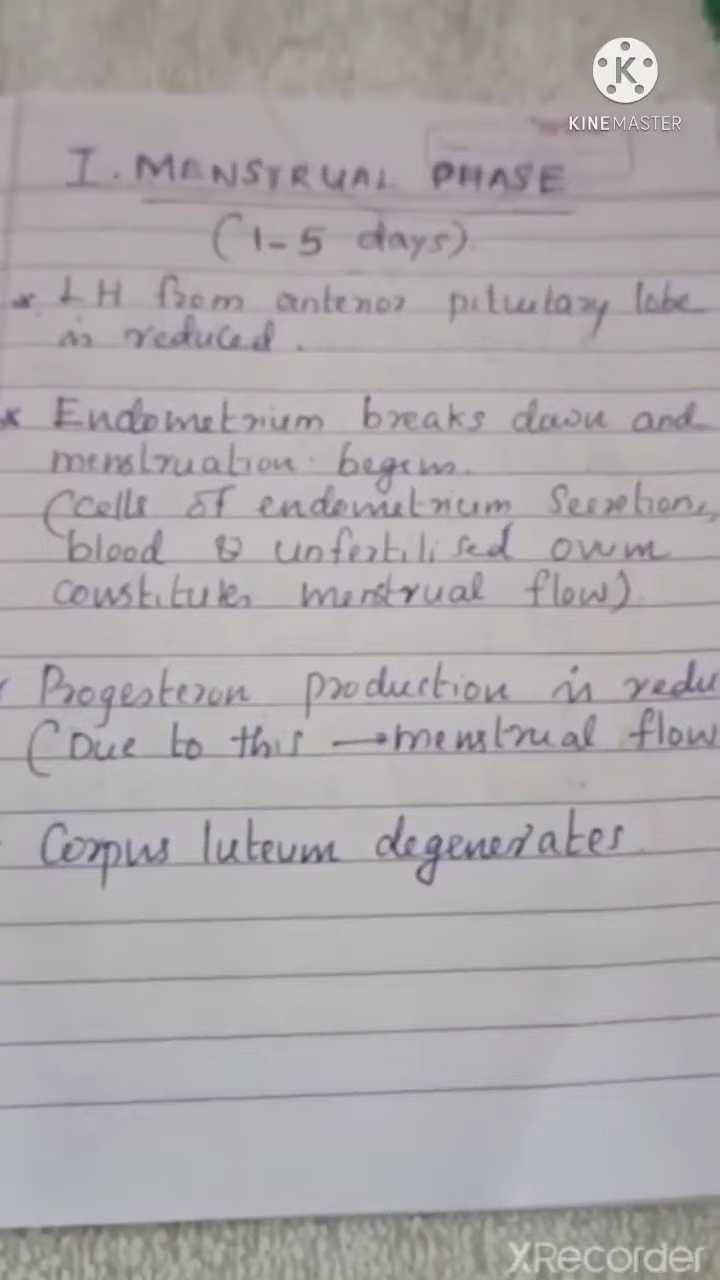 KINEMASTER
I. MENSTRUAL PHASE
(1-5 days)
* LH from anterior pituitary lobe
is reduced.
* Endometrium breaks down and
menstruation begins.
(cells of endometrium secretions,
blood & unfertilised ovum
constitutes menstrual flow)
Progesteron production is redu
(Due to this → menstrual flow
Corpus luteum degenerates
XRecorder